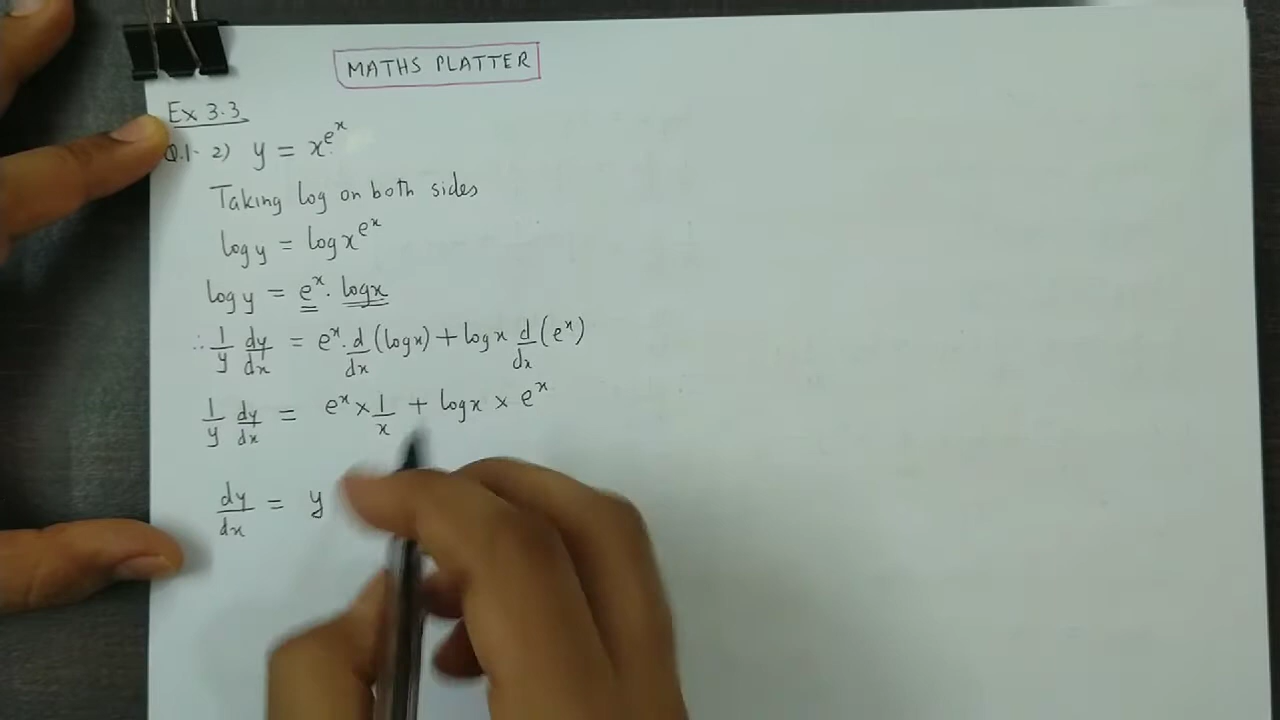 MATHS PLATTER
Ex 3.3
Q.1- 2) y = x^{e^x}
Taking log on both sides
log y = log x^{e^x}
log y = e^x . log x
∴ 1/y dy/dx = e^x . d/dx (log x) + log x d/dx (e^x)
1/y dy/dx = e^x × 1/x + log x × e^x
dy/dx = y